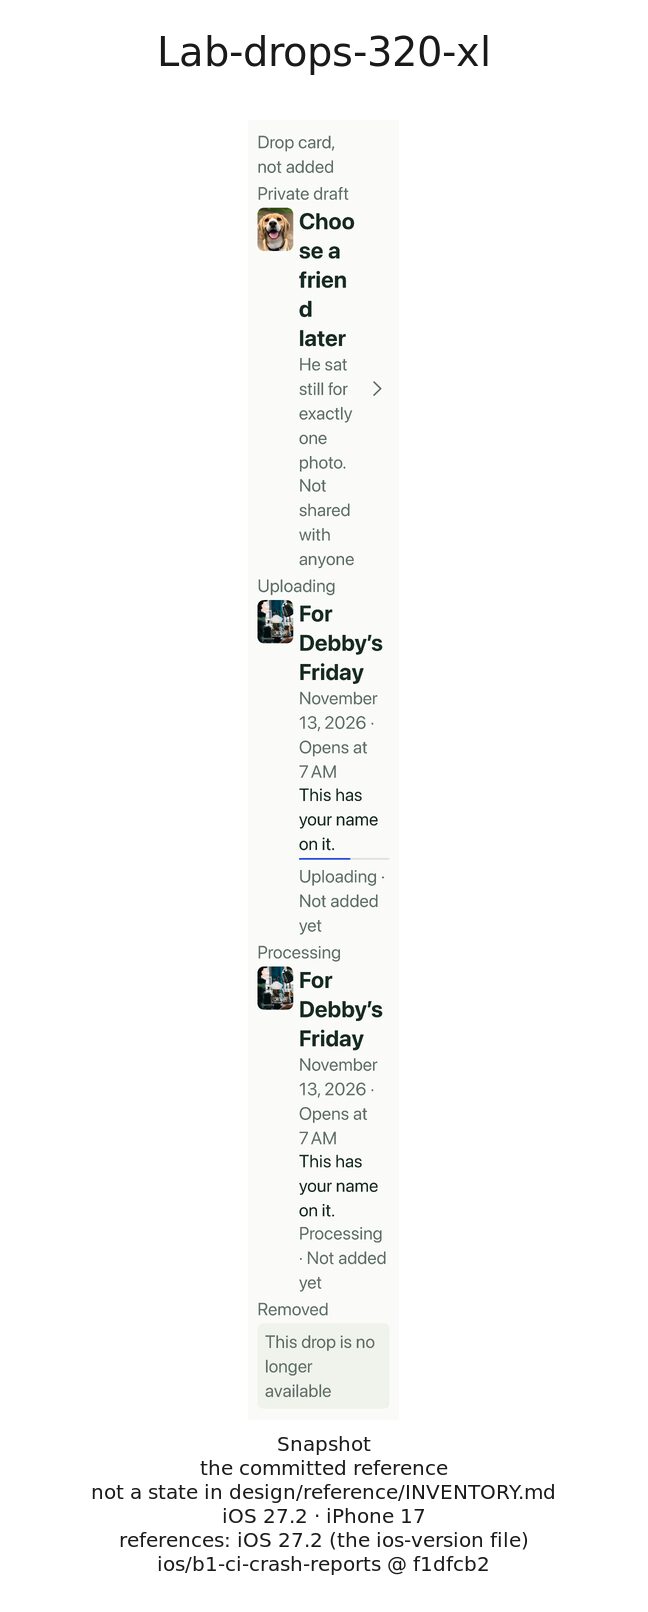 Lab-drops-320-xl
Drop card,
not added
Private draft
Choo
se a
frien
d
later
He sat
still for
exactly
one
photo.
Not
shared
with
anyone
Uploading
For
Debby’s
Friday
November
13, 2026 ·
Opens at
7 AM
This has
your name
on it.
Uploading ·
Not added
yet
Processing
For
Debby’s
Friday
November
13, 2026 ·
Opens at
7 AM
This has
your name
on it.
Processing
· Not added
yet
Removed
This drop is no
longer
available
Snapshot
the committed reference
not a state in design/reference/INVENTORY.md
iOS 27.2 · iPhone 17
references: iOS 27.2 (the ios-version file)
ios/b1-ci-crash-reports @ f1dfcb2